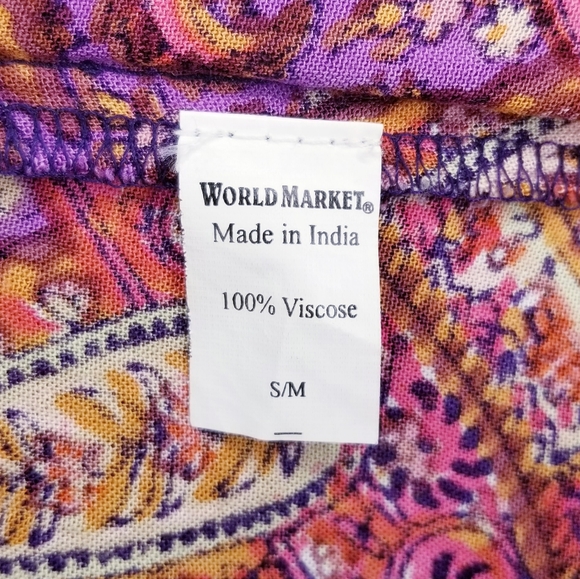 WORLD MARKET®
Made in India
100% Viscose
S/M